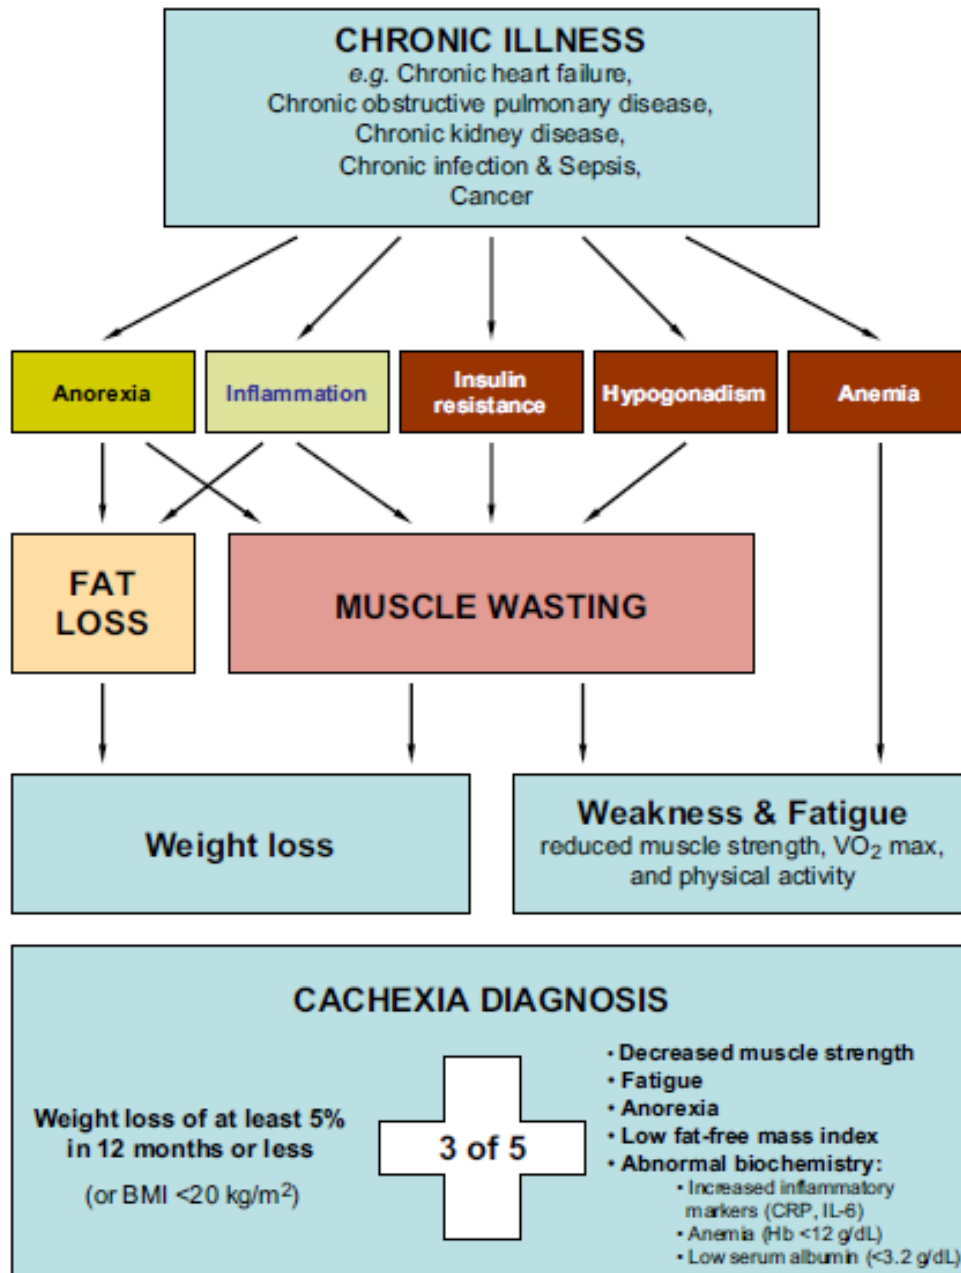 CHRONIC ILLNESS
e.g. Chronic heart failure,
Chronic obstructive pulmonary disease,
Chronic kidney disease,
Chronic infection & Sepsis,
Cancer
Anorexia
Inflammation
Insulin
resistance
Hypogonadism
Anemia
FAT
LOSS
MUSCLE WASTING
Weight loss
Weakness & Fatigue
reduced muscle strength, VO₂ max,
and physical activity
CACHEXIA DIAGNOSIS
Weight loss of at least 5%
in 12 months or less
(or BMI <20 kg/m²)
3 of 5
• Decreased muscle strength
• Fatigue
• Anorexia
• Low fat-free mass index
• Abnormal biochemistry:
• Increased inflammatory
markers (CRP, IL-6)
• Anemia (Hb <12 g/dL)
• Low serum albumin (<3.2 g/dL)